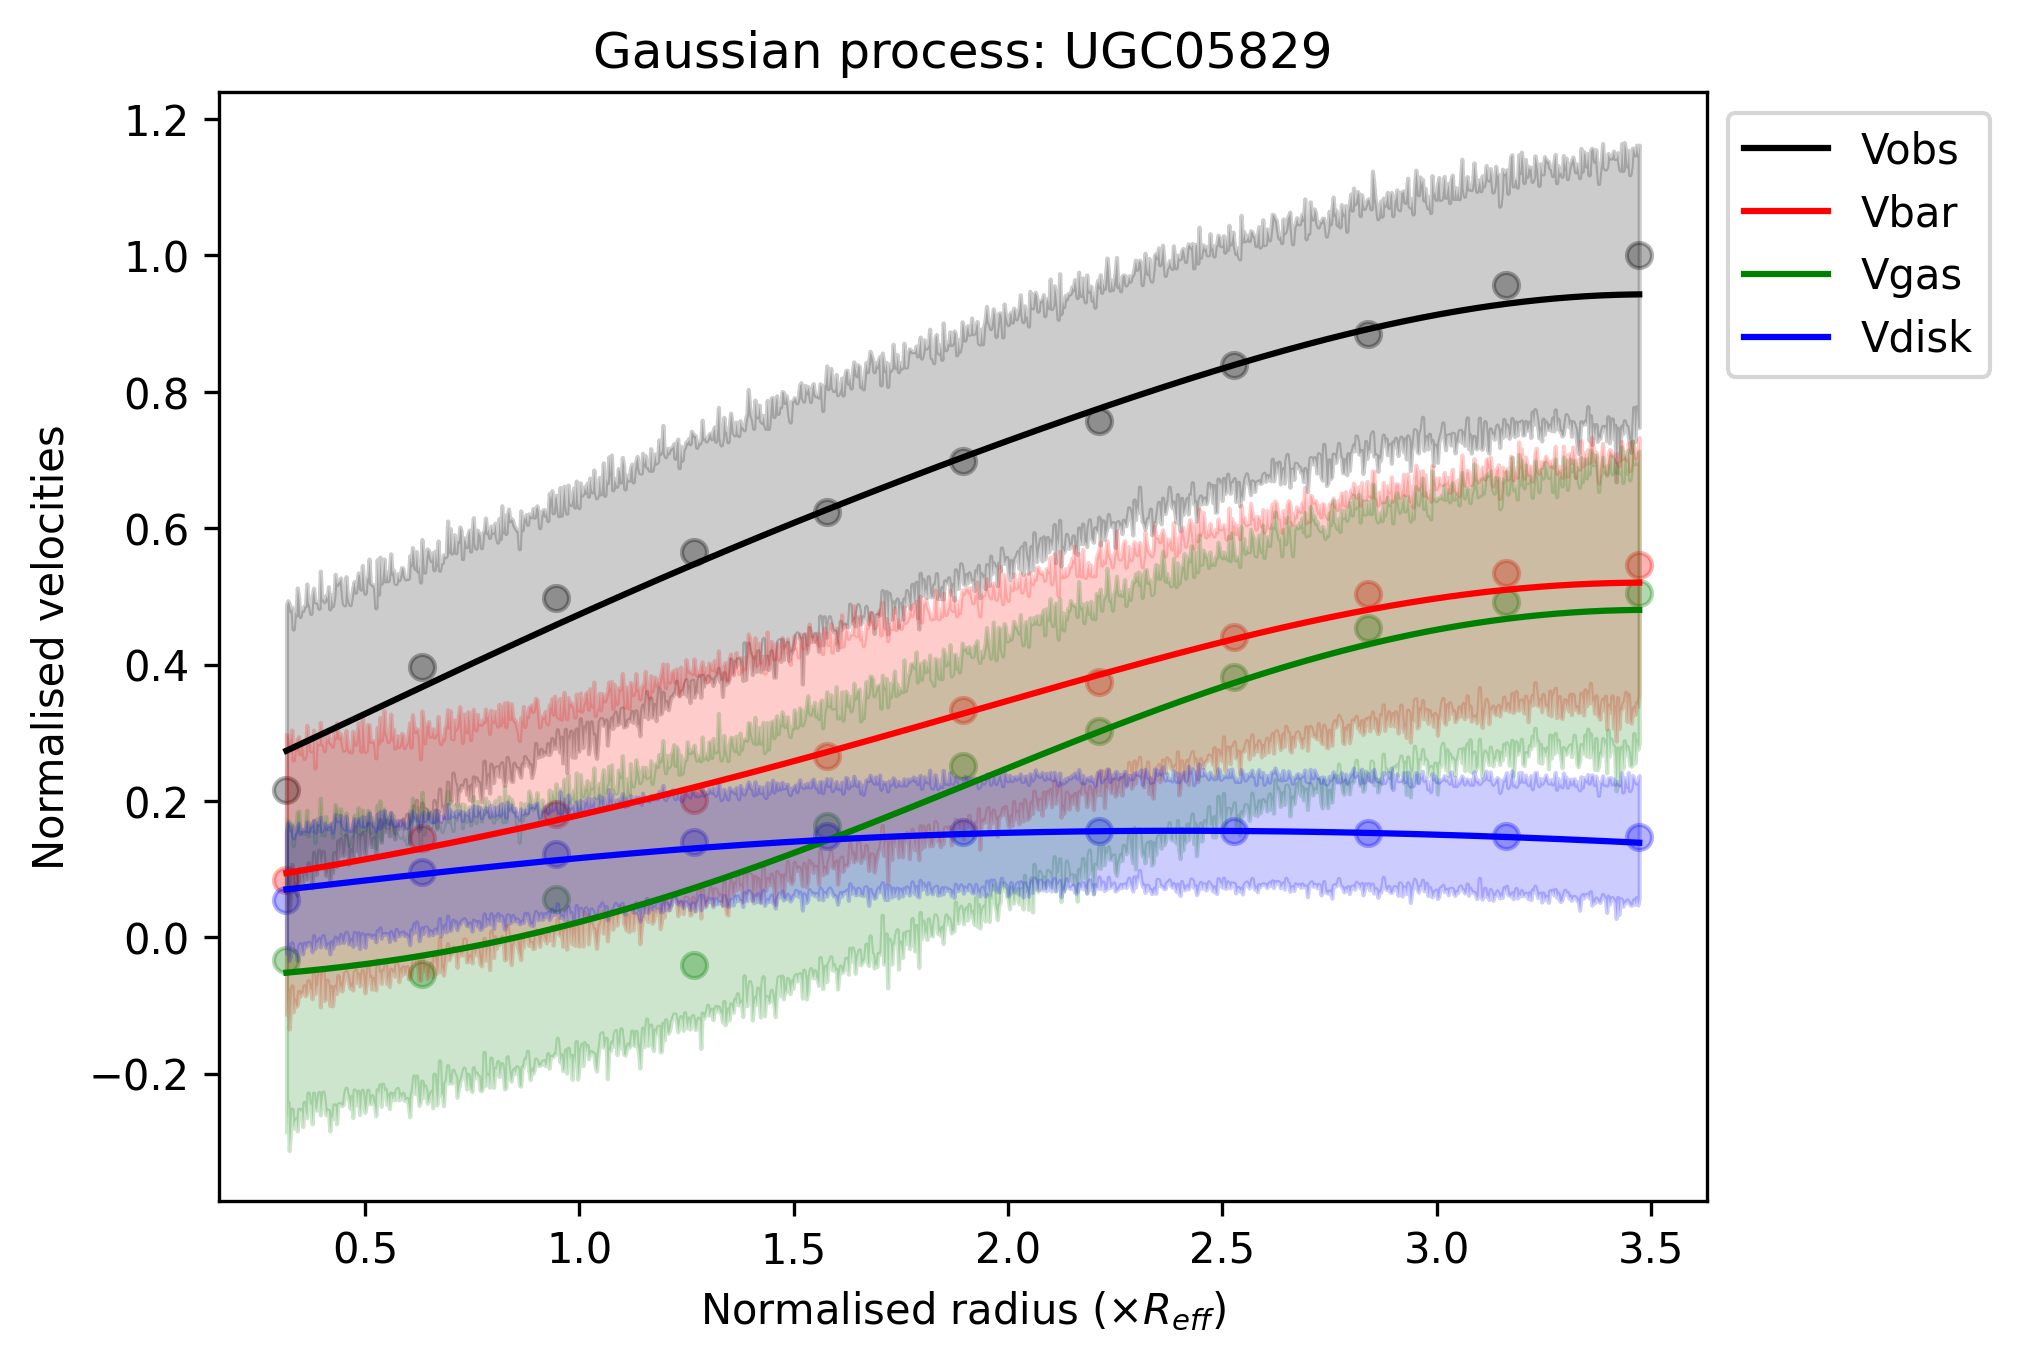 Gaussian process: UGC05829
1.2
1.0
0.8
0.6
0.4
0.2
0.0
−0.2
Normalised velocities
0.5 1.0 1.5 2.0 2.5 3.0 3.5
Normalised radius (×R_eff)
Vobs
Vbar
Vgas
Vdisk